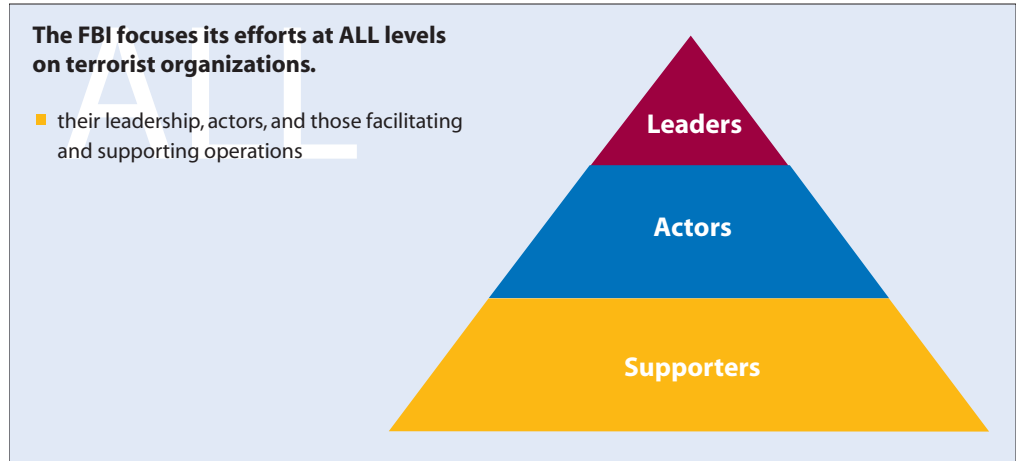 The FBI focuses its efforts at ALL levels
on terrorist organizations.
ALL
their leadership, actors, and those facilitating
and supporting operations
Leaders
Actors
Supporters